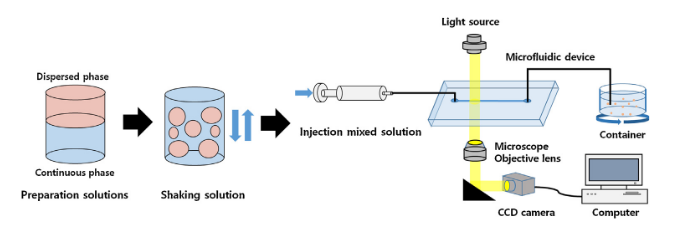 Light source
Microfluidic device
Dispersed phase
Continuous phase
Preparation solutions
Shaking solution
Injection mixed solution
Container
Microscope
Objective lens
CCD camera
Computer